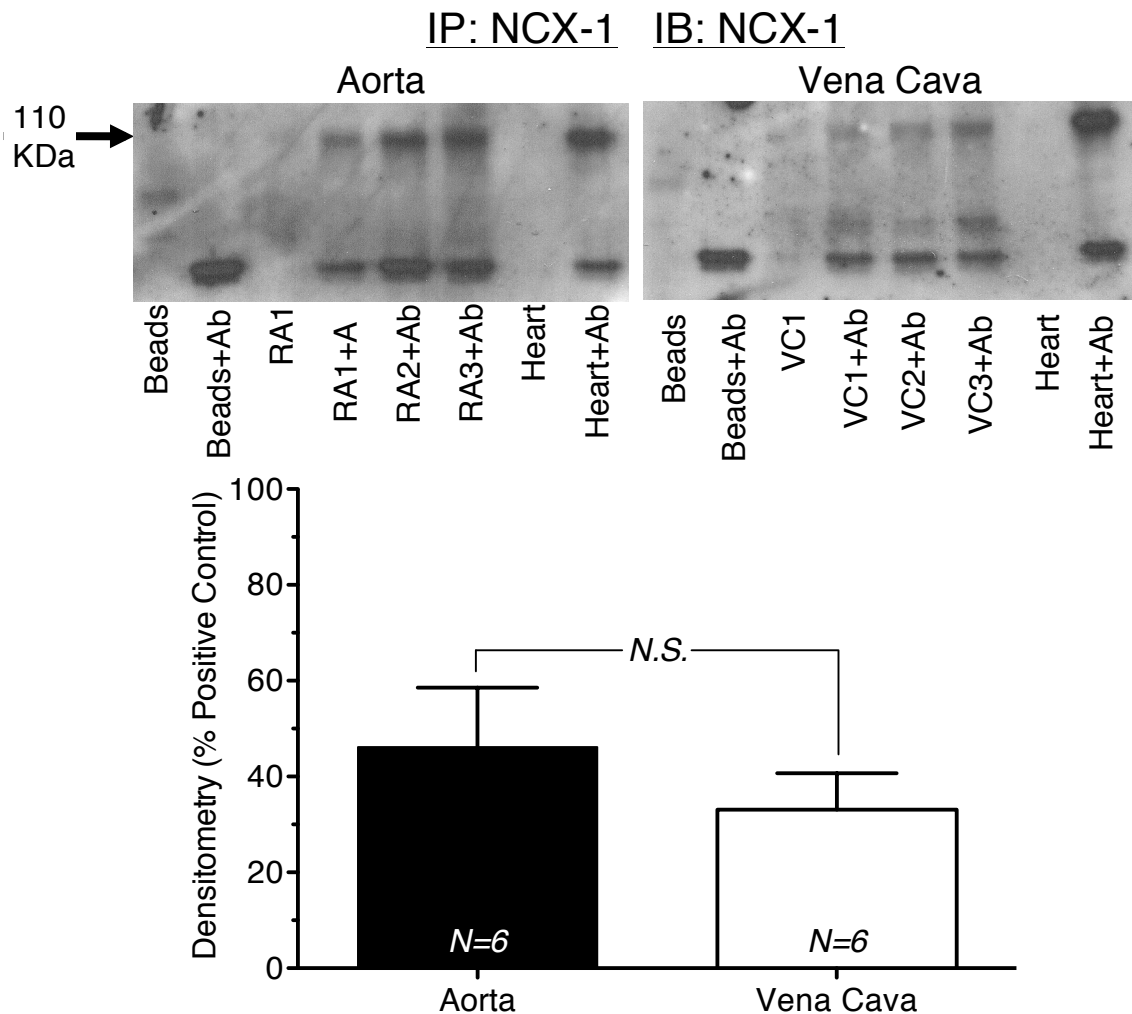 IP: NCX-1 IB: NCX-1
Aorta Vena Cava
110
KDa
Beads
Beads+Ab
RA1
RA1+A
RA2+Ab
RA3+Ab
Heart
Heart+Ab
Beads
Beads+Ab
VC1
VC1+Ab
VC2+Ab
VC3+Ab
Heart
Heart+Ab
Densitometry (% Positive Control)
100
80
60
40
20
0
N.S.
N=6 N=6
Aorta Vena Cava